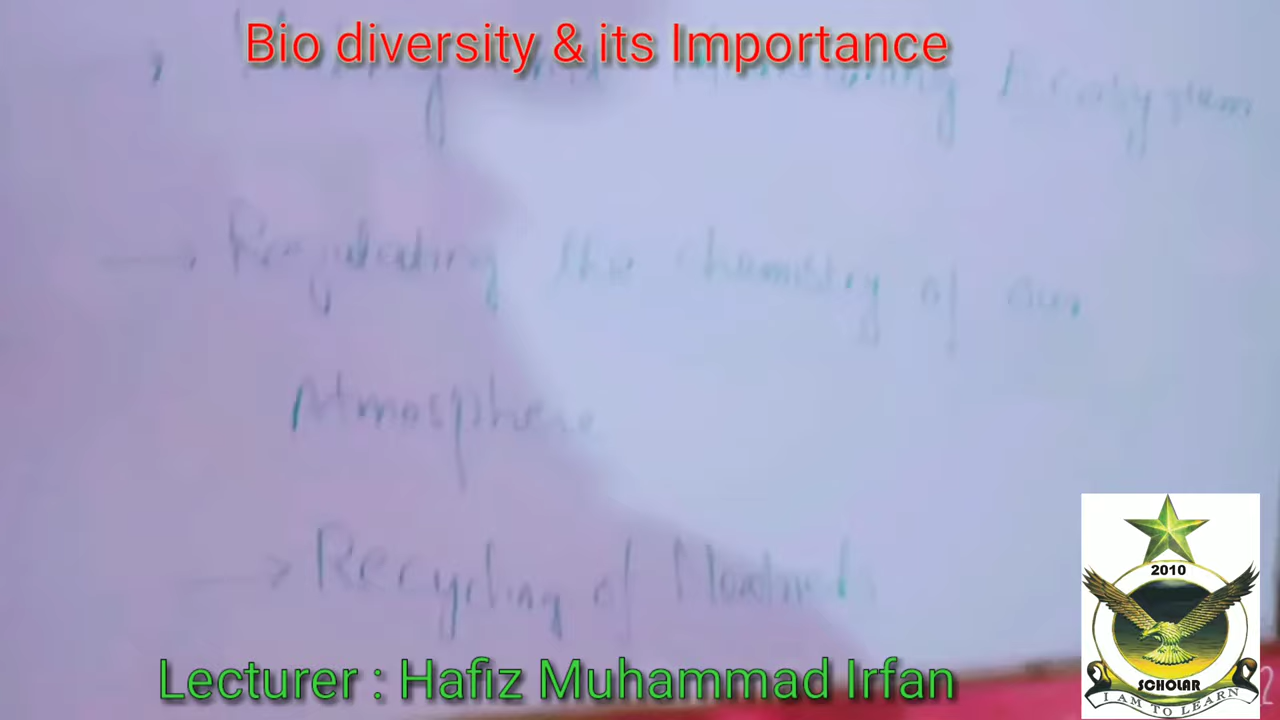 Bio diversity & its Importance
Ecosystem
→ Regulating the chemistry of our
Atmosphere
→ Recycling of
Lecturer : Hafiz Muhammad Irfan
2010
SCHOLAR
I AM TO LEARN